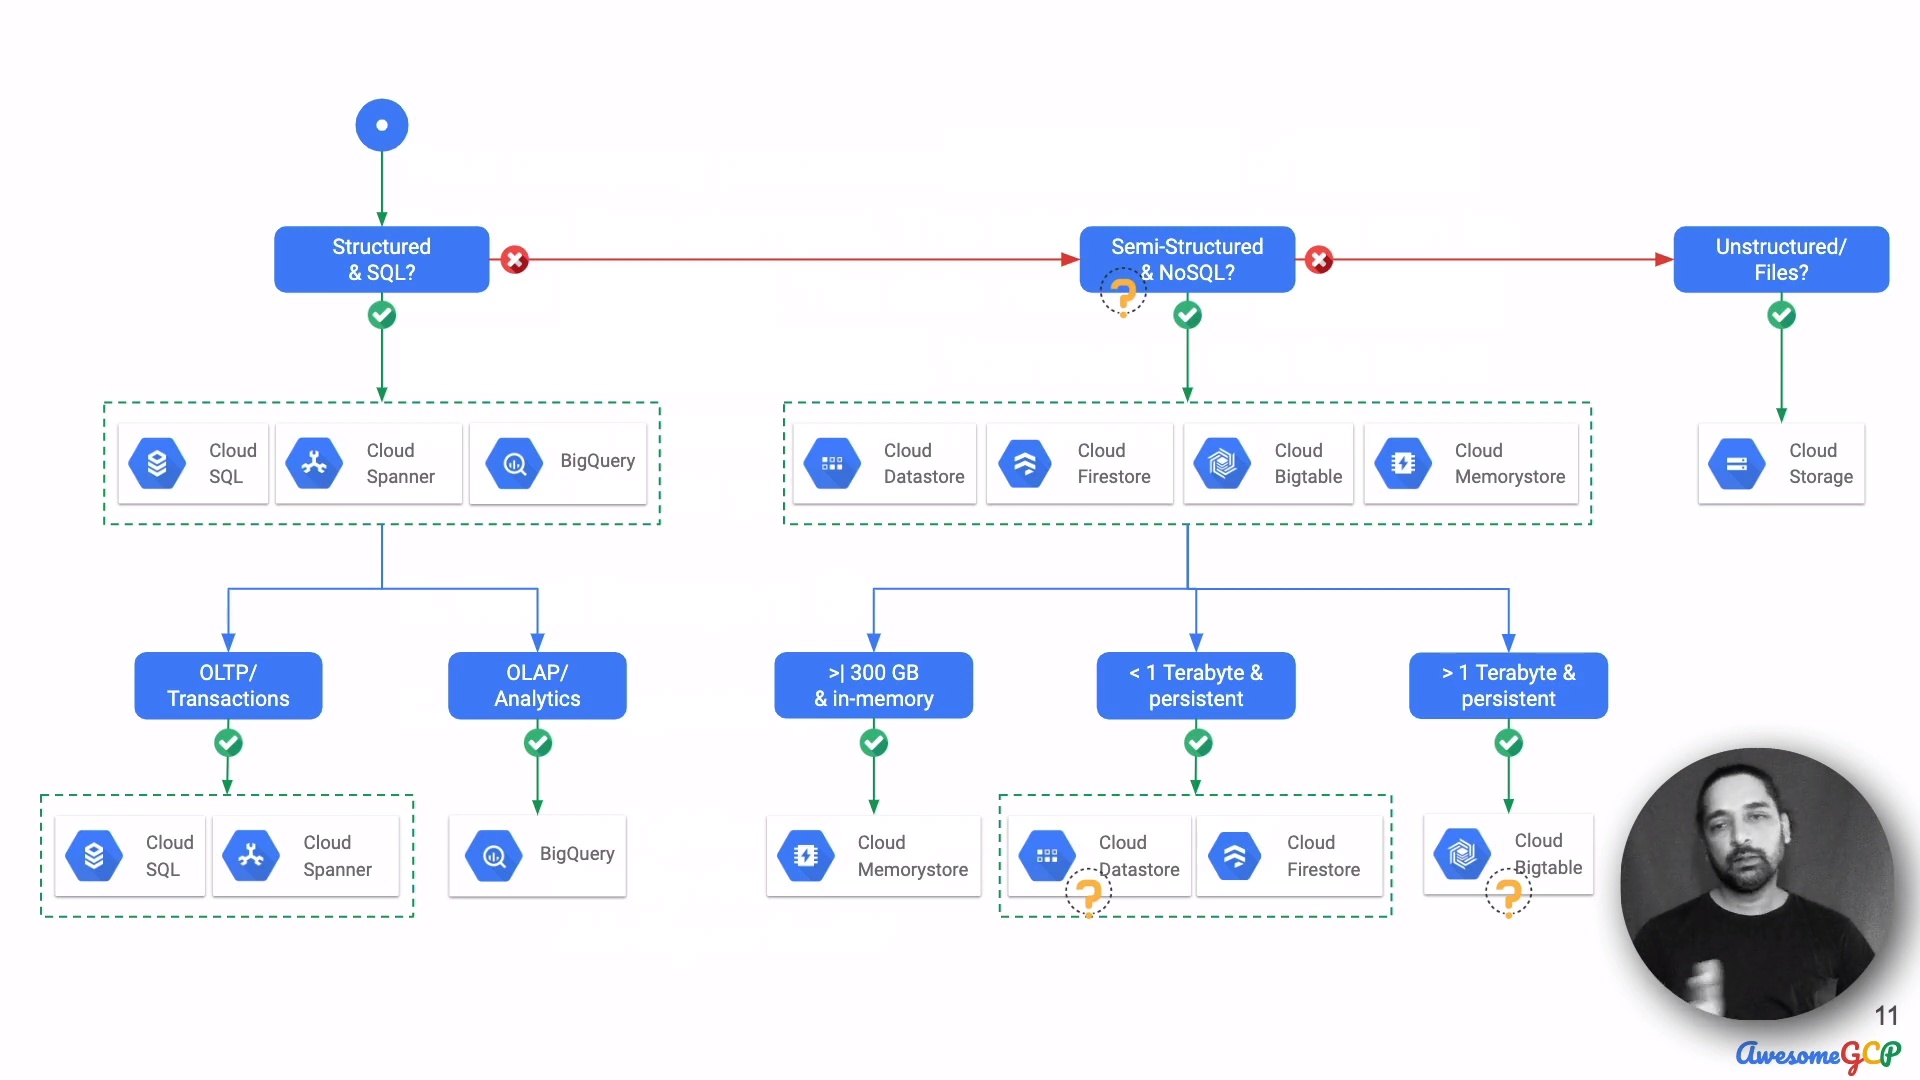 Structured
& SQL?
Semi-Structured
& NoSQL?
Unstructured/
Files?
?
Cloud
SQL
Cloud
Spanner
BigQuery
Cloud
Datastore
Cloud
Firestore
Cloud
Bigtable
Cloud
Memorystore
Cloud
Storage
OLTP/
Transactions
OLAP/
Analytics
>| 300 GB
& in-memory
< 1 Terabyte &
persistent
> 1 Terabyte &
persistent
Cloud
SQL
Cloud
Spanner
BigQuery
Cloud
Memorystore
Cloud
Datastore
?
Cloud
Firestore
Cloud
Bigtable
?
11
AwesomeGCP